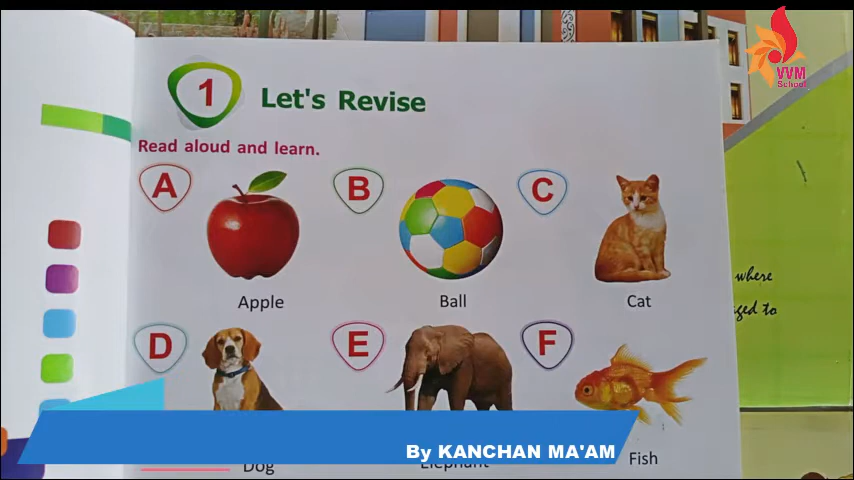 VVM
School
1 Let's Revise
Read aloud and learn.
A B C
Apple Ball Cat
where
ged to
D E F
By KANCHAN MA'AM
Dog Elephant Fish